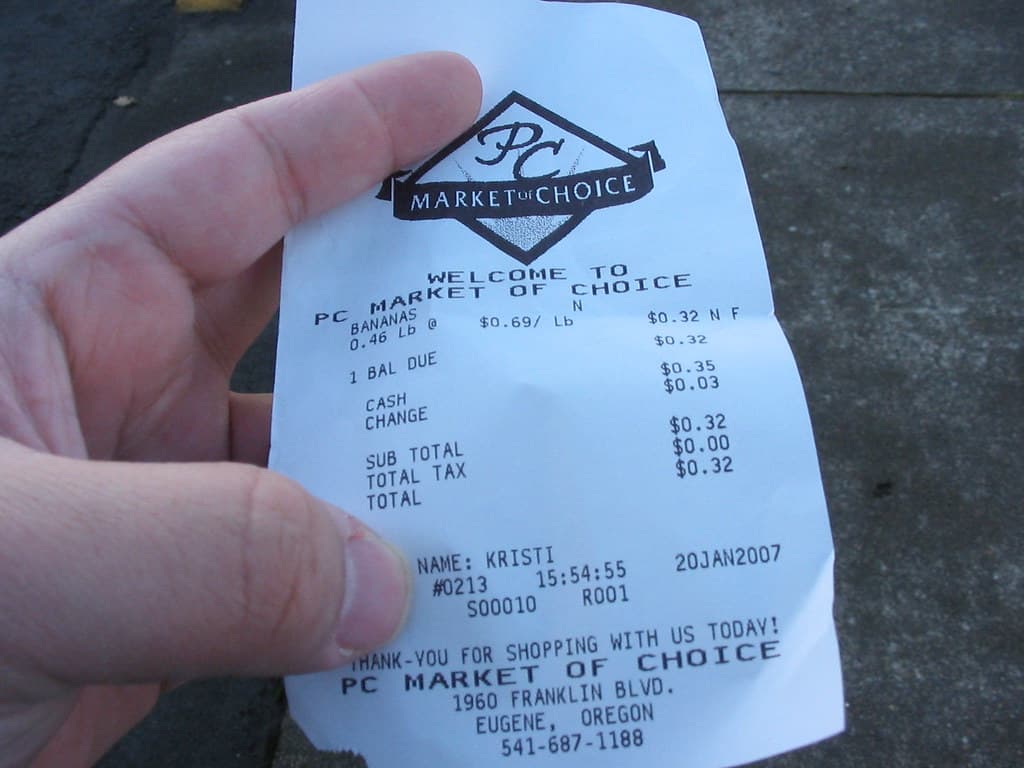 PC
MARKET OF CHOICE
WELCOME TO
PC MARKET OF CHOICE
BANANAS N
0.46 Lb @ $0.69/ Lb $0.32 N F
1 BAL DUE $0.32
CASH $0.35
CHANGE $0.03
SUB TOTAL $0.32
TOTAL TAX $0.00
TOTAL $0.32
NAME: KRISTI
#0213 15:54:55 20JAN2007
S00010 R001
THANK-YOU FOR SHOPPING WITH US TODAY!
PC MARKET OF CHOICE
1960 FRANKLIN BLVD.
EUGENE, OREGON
541-687-1188